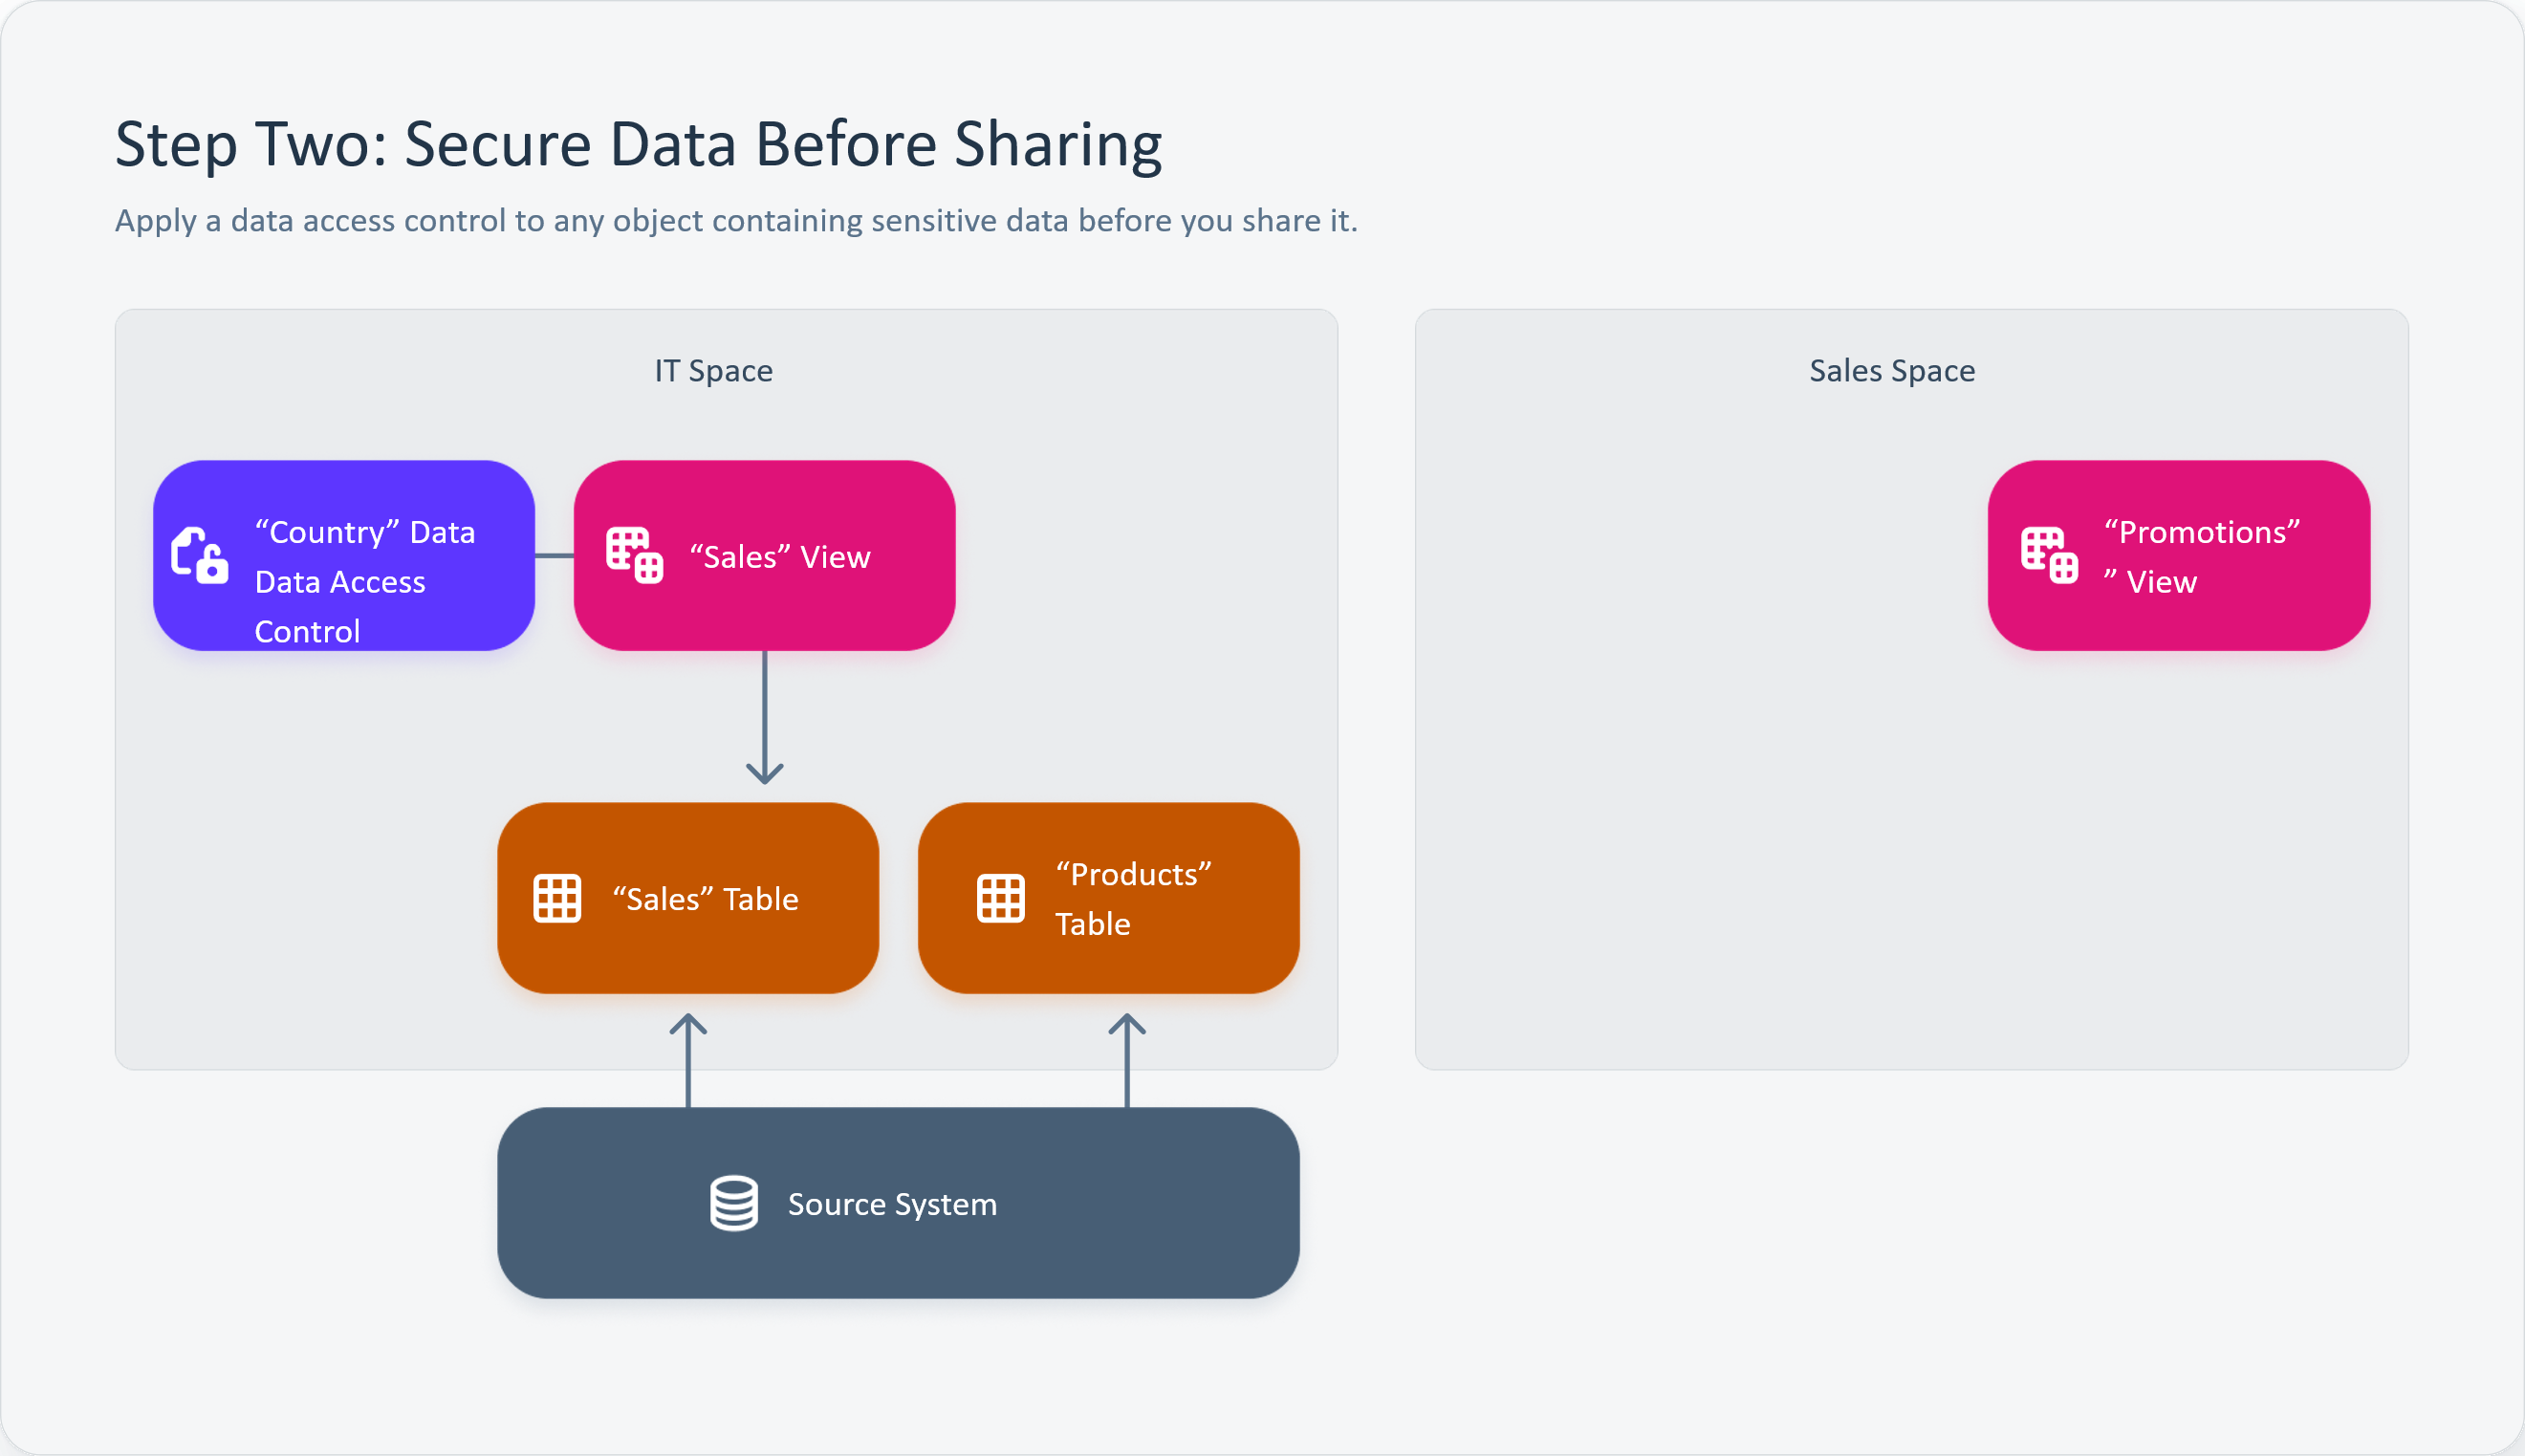 Step Two: Secure Data Before Sharing
Apply a data access control to any object containing sensitive data before you share it.
IT Space
Sales Space
“Country” Data
Data Access
Control
“Sales” View
“Promotions”
” View
“Sales” Table
“Products”
Table
Source System